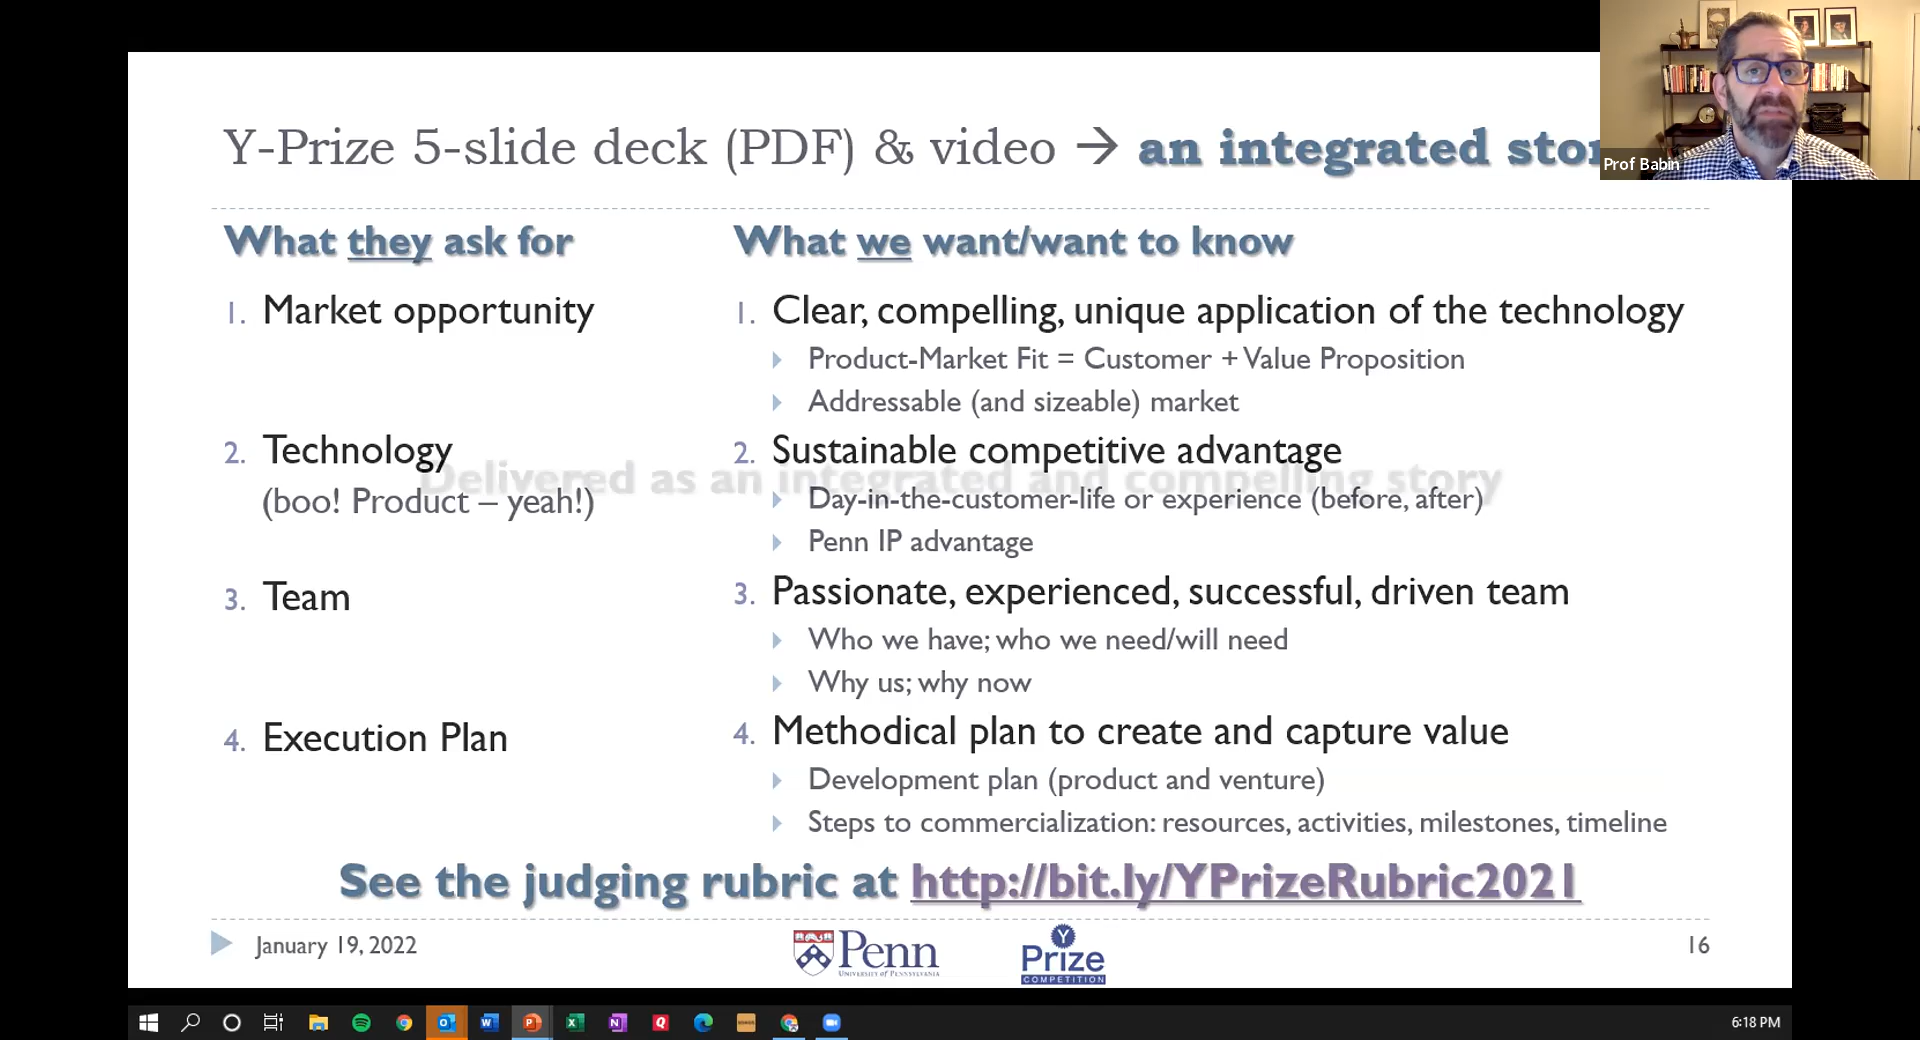 Y-Prize 5-slide deck (PDF) & video → an integrated stor
Prof Babin
What they ask for
1. Market opportunity
2. Technology
(boo! Product – yeah!)
3. Team
4. Execution Plan
What we want/want to know
1. Clear, compelling, unique application of the technology
Product-Market Fit = Customer + Value Proposition
Addressable (and sizeable) market
2. Sustainable competitive advantage
Delivered as an integrated and compelling story
Day-in-the-customer-life or experience (before, after)
Penn IP advantage
3. Passionate, experienced, successful, driven team
Who we have; who we need/will need
Why us; why now
4. Methodical plan to create and capture value
Development plan (product and venture)
Steps to commercialization: resources, activities, milestones, timeline
See the judging rubric at http://bit.ly/YPrizeRubric2021
January 19, 2022
Penn
UNIVERSITY of PENNSYLVANIA
Y
Prize
COMPETITION
16
6:18 PM